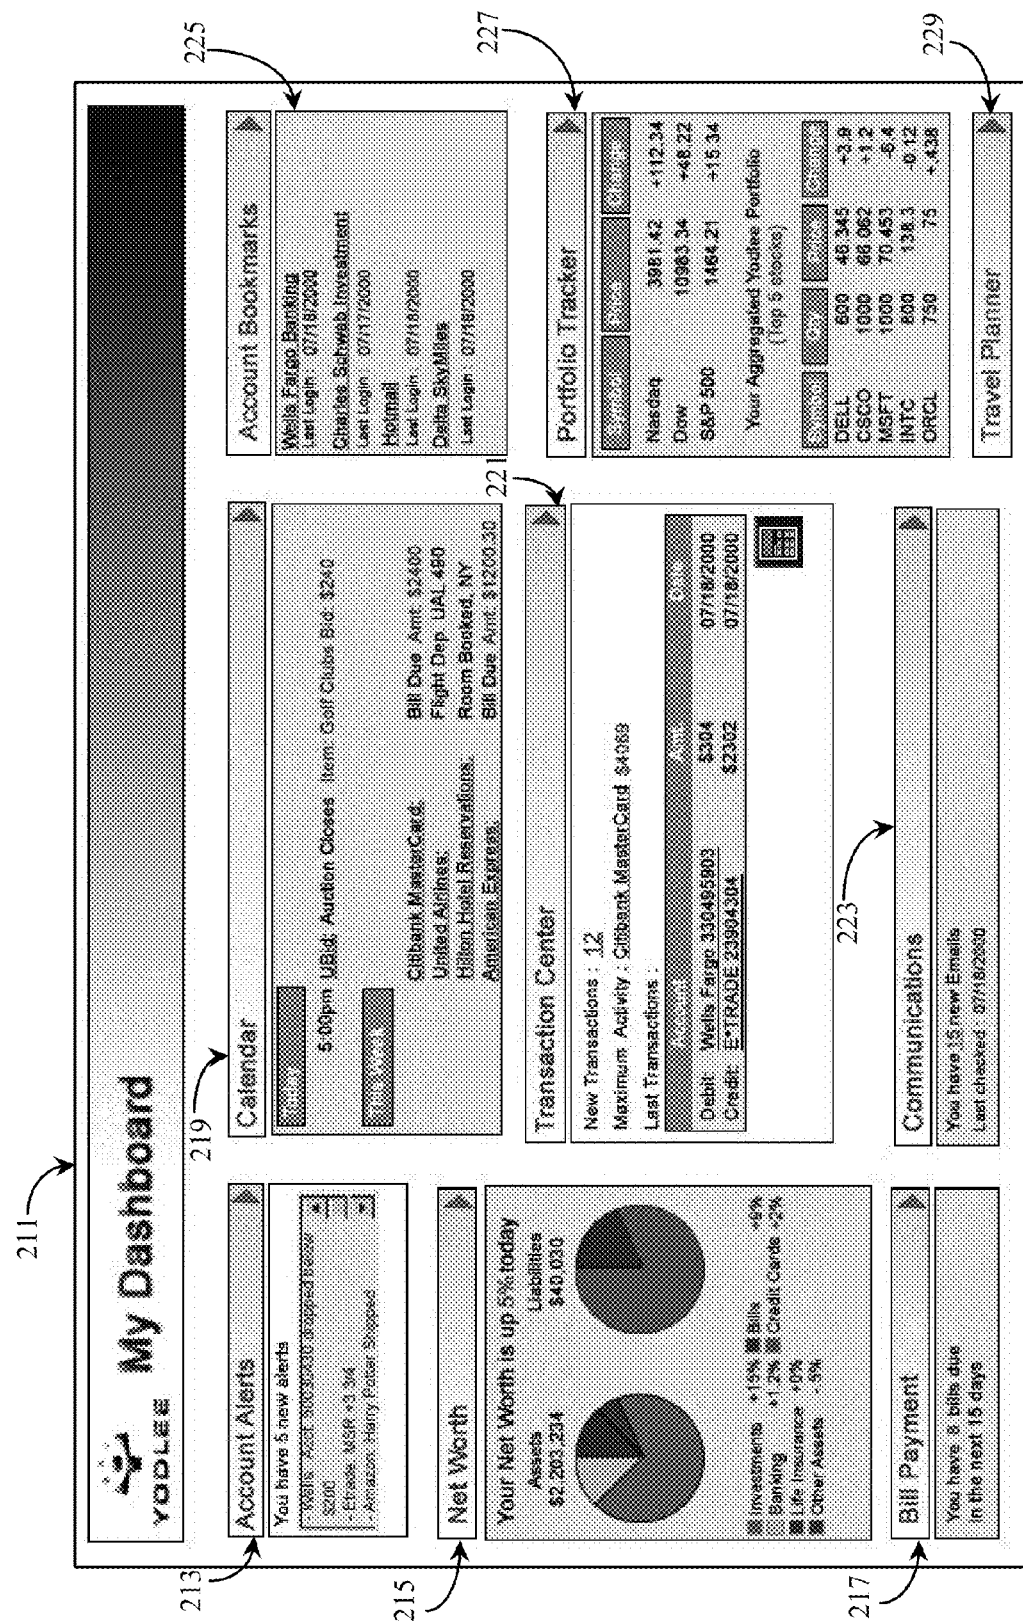 211
YODLEE My Dashboard
213
Account Alerts
You have 5 new alerts
$200
- Amazon: Harry Potter Shipped
215
Net Worth
Your Net Worth is up 5% today
Assets
$2,203,234
Liabilities
$40,030
Investments +15%
Banking +1.2%
Life Insurance +0%
Other Assets -.5%
Bills +8%
Credit Cards +2%
217
Bill Payment
You have 8 bills due
in the next 15 days
219
Calendar
5:00pm UBid: Auction Closes Item: Golf Clubs Bid: $240
Citibank MasterCard: Bill Due Amt: $2400
United Airlines: Flight Dep UAL 490
Hilton Hotel Reservations: Room Booked, NY
American Express: Bill Due Amt: $1200.30
221
Transaction Center
New Transactions : 12
Maximum Activity : Citibank MasterCard $4069
Last Transactions :
Debit: Wells Fargo 330495903 $304 07/18/2000
Credit: E*TRADE 23904304 $2302 07/18/2000
223
Communications
You have 15 new Emails
Last checked 07/18/2000
225
Account Bookmarks
Wells Fargo Banking
Last Login : 07/18/2000
Charles Schwab Investment
Last Login : 07/17/2000
Hotmail
Last Login : 07/18/2000
Delta SkyMiles
Last Login : 07/18/2000
227
Portfolio Tracker
Nasdaq 3981.42 +112.34
Dow 10963.34 +48.22
S&P 500 1464.21 +15.34
Your Aggregated Yodlee Portfolio
(Top 5 stocks)
DELL 600 46.345 +3.9
CSCO 1000 66.062 +1.2
MSFT 1000 70.453 -6.4
INTC 800 138.3 -0.12
ORCL 750 75 +.438
229
Travel Planner